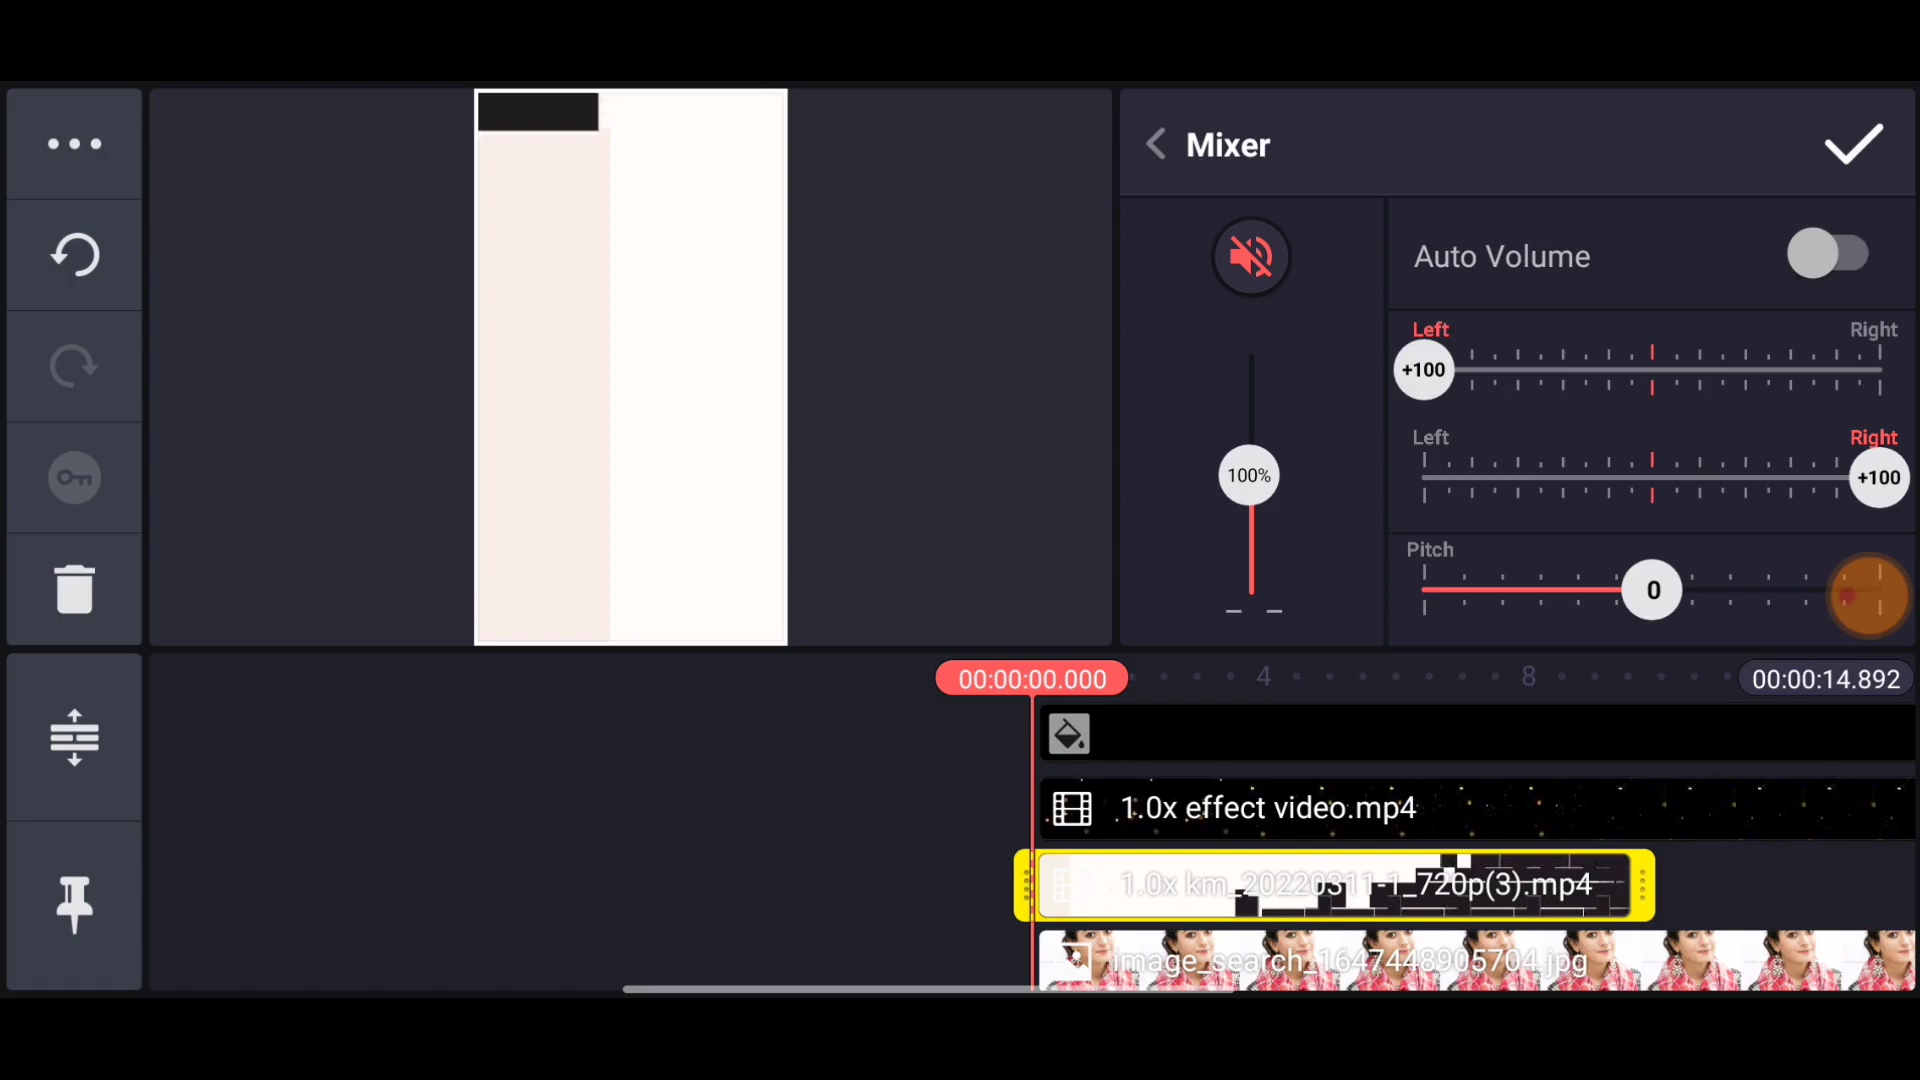 Mixer
Auto Volume
Left
Right
+100
Left
Right
+100
100%
Pitch
0
00:00:00.000
4
8
00:00:14.892
1.0x effect video.mp4
1.0x km_20220311-1_720p(3).mp4
image_search_1647448905704.jpg